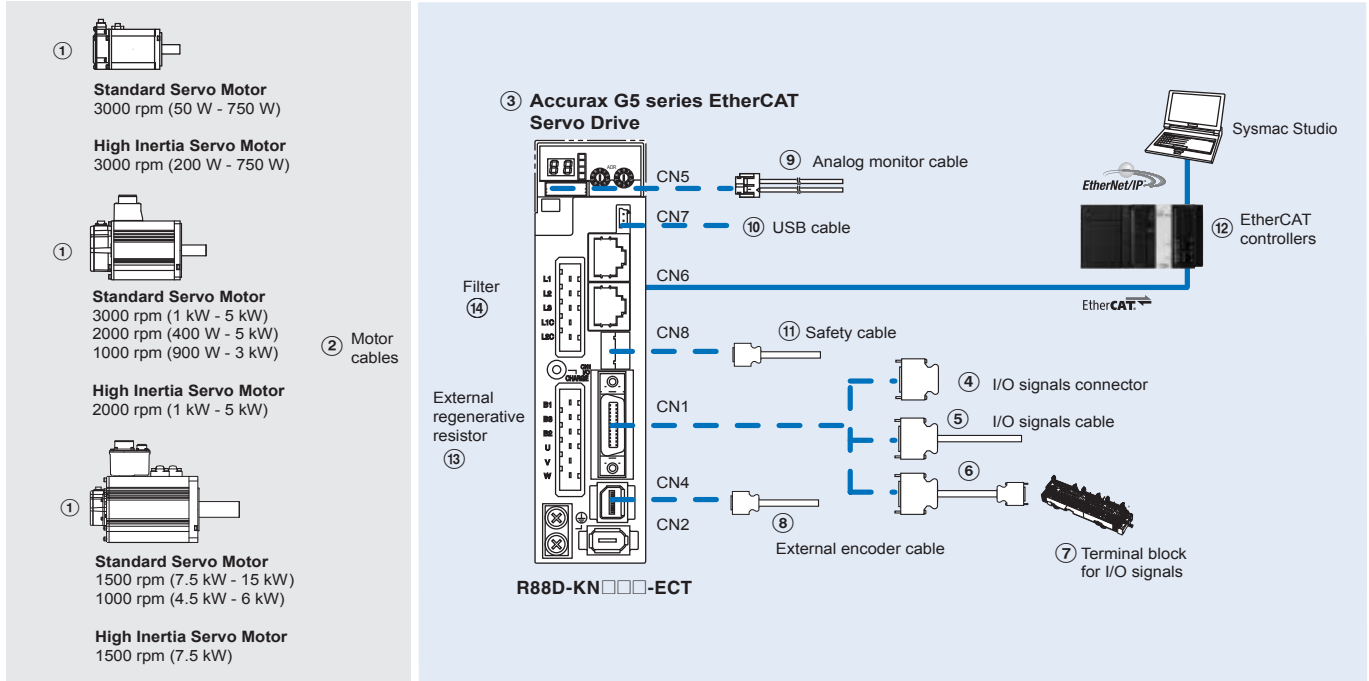 ①
Standard Servo Motor
3000 rpm (50 W - 750 W)
High Inertia Servo Motor
3000 rpm (200 W - 750 W)
①
Standard Servo Motor
3000 rpm (1 kW - 5 kW)
2000 rpm (400 W - 5 kW)
1000 rpm (900 W - 3 kW)
High Inertia Servo Motor
2000 rpm (1 kW - 5 kW)
② Motor
cables
①
Standard Servo Motor
1500 rpm (7.5 kW - 15 kW)
1000 rpm (4.5 kW - 6 kW)
High Inertia Servo Motor
1500 rpm (7.5 kW)
③ Accurax G5 series EtherCAT
Servo Drive
ADR
CN5
⑨ Analog monitor cable
CN7
⑩ USB cable
Sysmac Studio
EtherNet/IP
⑫ EtherCAT
controllers
EtherCAT
CN6
Filter
⑭
L1
L2
L3
L1C
L2C
CN8
⑪ Safety cable
CHARGE
External
regenerative
resistor
⑬
B1
B3
B2
U
V
W
CN1
④ I/O signals connector
⑤ I/O signals cable
⑥
⑦ Terminal block
for I/O signals
CN4
CN2
⑧
External encoder cable
R88D-KN□□□-ECT